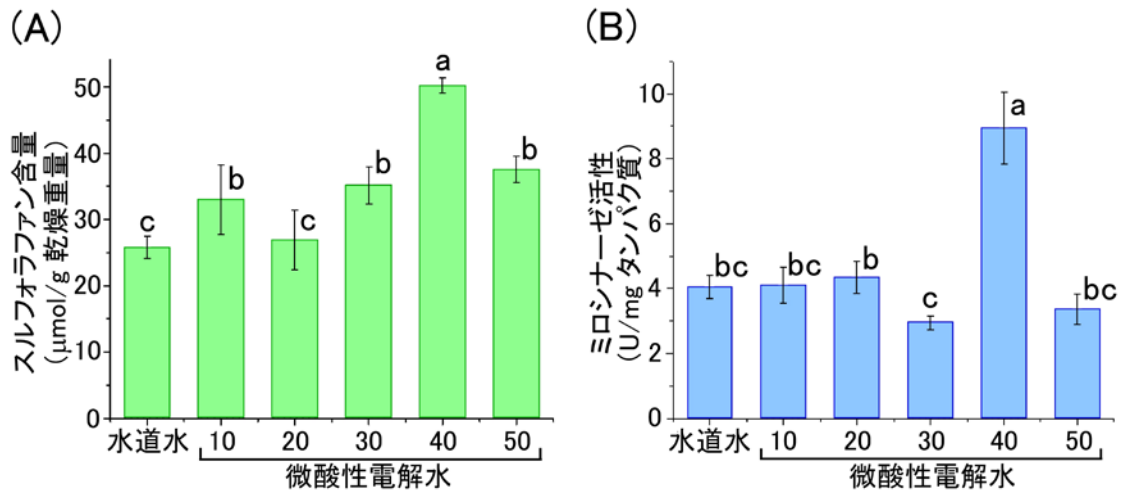 (A)
スルフォラファン含量
(μmol/g 乾燥重量)
50
40
30
20
10
0
c
b
c
b
a
b
水道水 10 20 30 40 50
微酸性電解水
(B)
ミロシナーゼ活性
(U/mg タンパク質)
10
8
6
4
2
0
bc
bc
b
c
a
bc
水道水 10 20 30 40 50
微酸性電解水